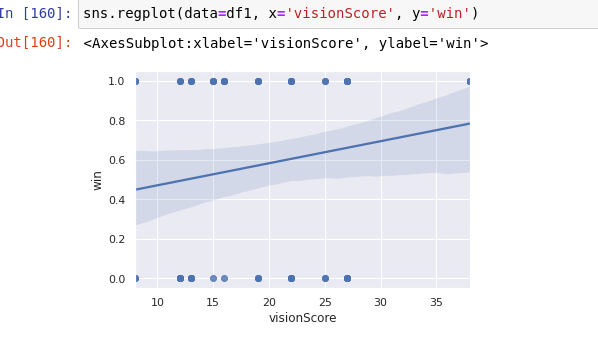 In [160]: sns.regplot(data=df1, x='visionScore', y='win')
Out[160]: <AxesSubplot:xlabel='visionScore', ylabel='win'>
1.0
0.8
0.6
0.4
0.2
0.0
win
10 15 20 25 30 35
visionScore